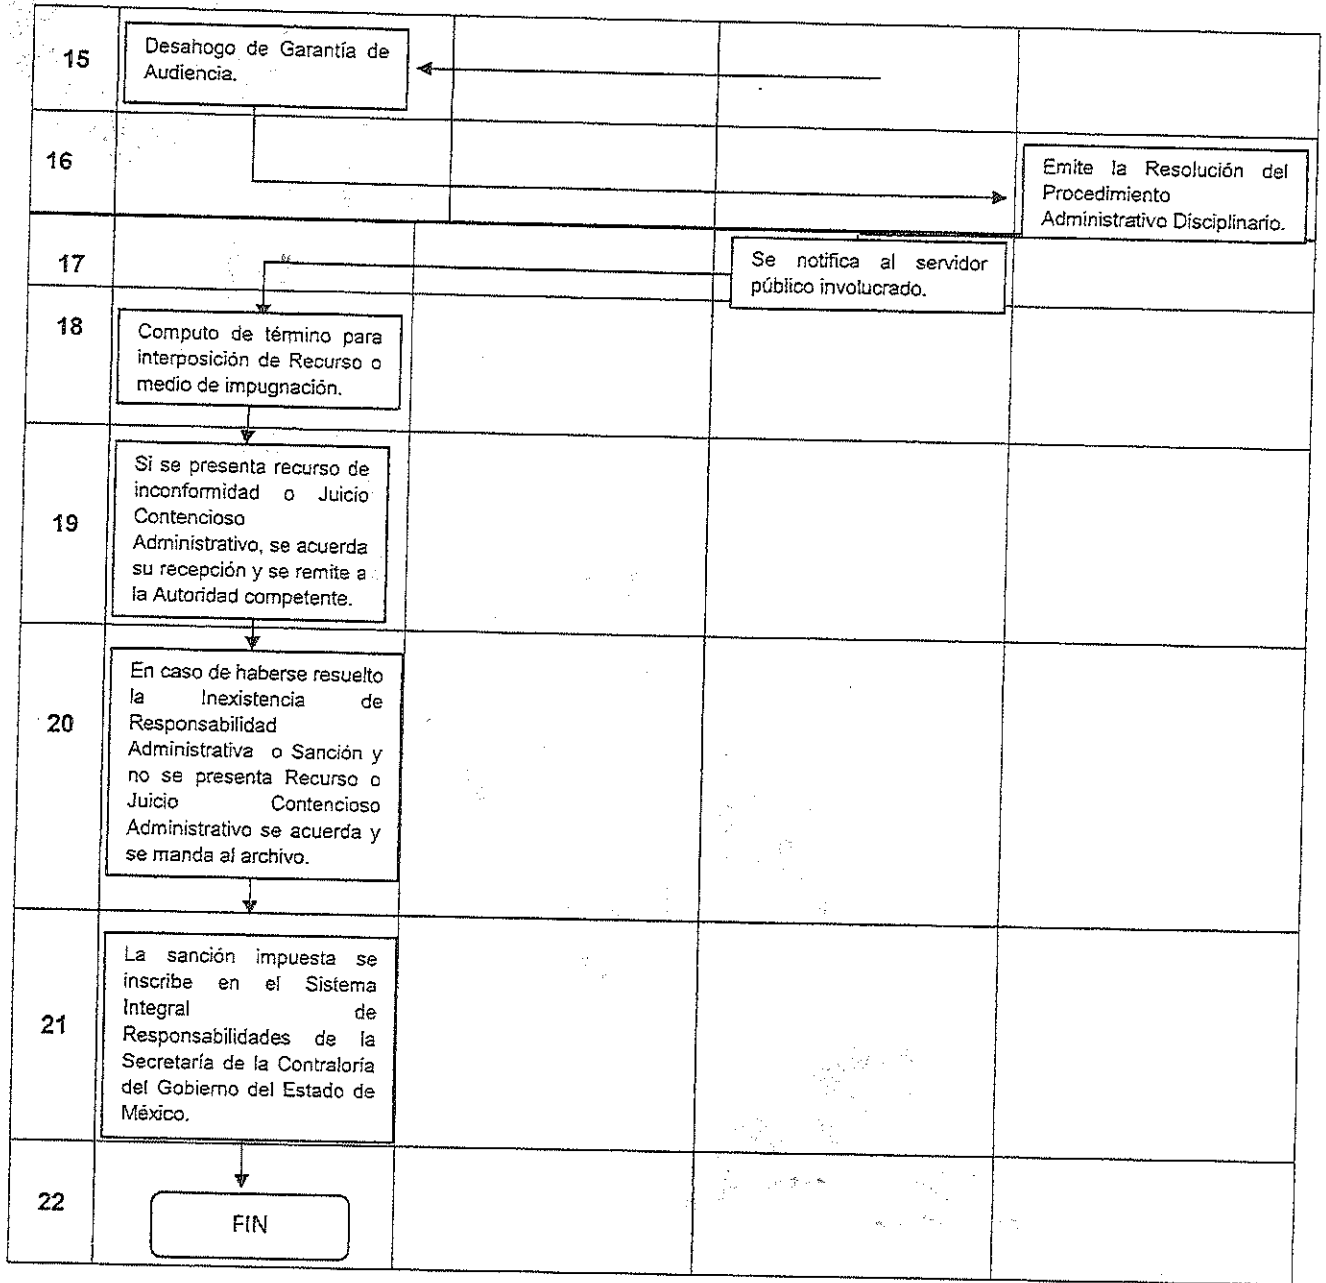 15
Desahogo de Garantía de
Audiencia.
16
Emite la Resolución del
Procedimiento
Administrativo Disciplinario.
17
Se notifica al servidor
público involucrado.
18
Computo de término para
interposición de Recurso o
medio de impugnación.
19
Si se presenta recurso de
inconformidad o Juicio
Contencioso
Administrativo, se acuerda
su recepción y se remite a
la Autoridad competente.
20
En caso de haberse resuelto
la Inexistencia de
Responsabilidad
Administrativa o Sanción y
no se presenta Recurso o
Juicio Contencioso
Administrativo se acuerda y
se manda al archivo.
21
La sanción impuesta se
inscribe en el Sistema
Integral de
Responsabilidades de la
Secretaría de la Contraloría
del Gobierno del Estado de
México.
22
FIN